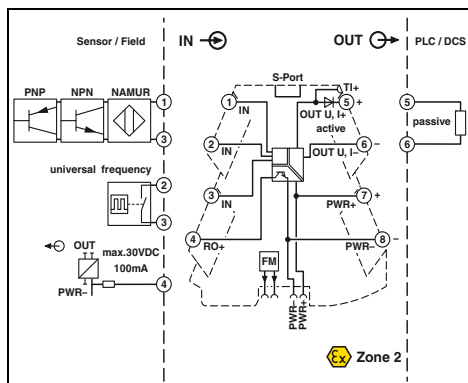 Sensor / Field
IN
OUT
PLC / DCS
PNP
NPN
NAMUR
1
3
universal frequency
2
3
OUT
max.30VDC
100mA
PWR–
4
S-Port
1
IN
2
IN
3
IN
4
RO+
TI+
5
+
OUT U, I+
active
6
–
OUT U, I–
7
+
PWR+
8
–
PWR–
FM
PWR–
PWR+
5
6
passive
Ex
Zone 2